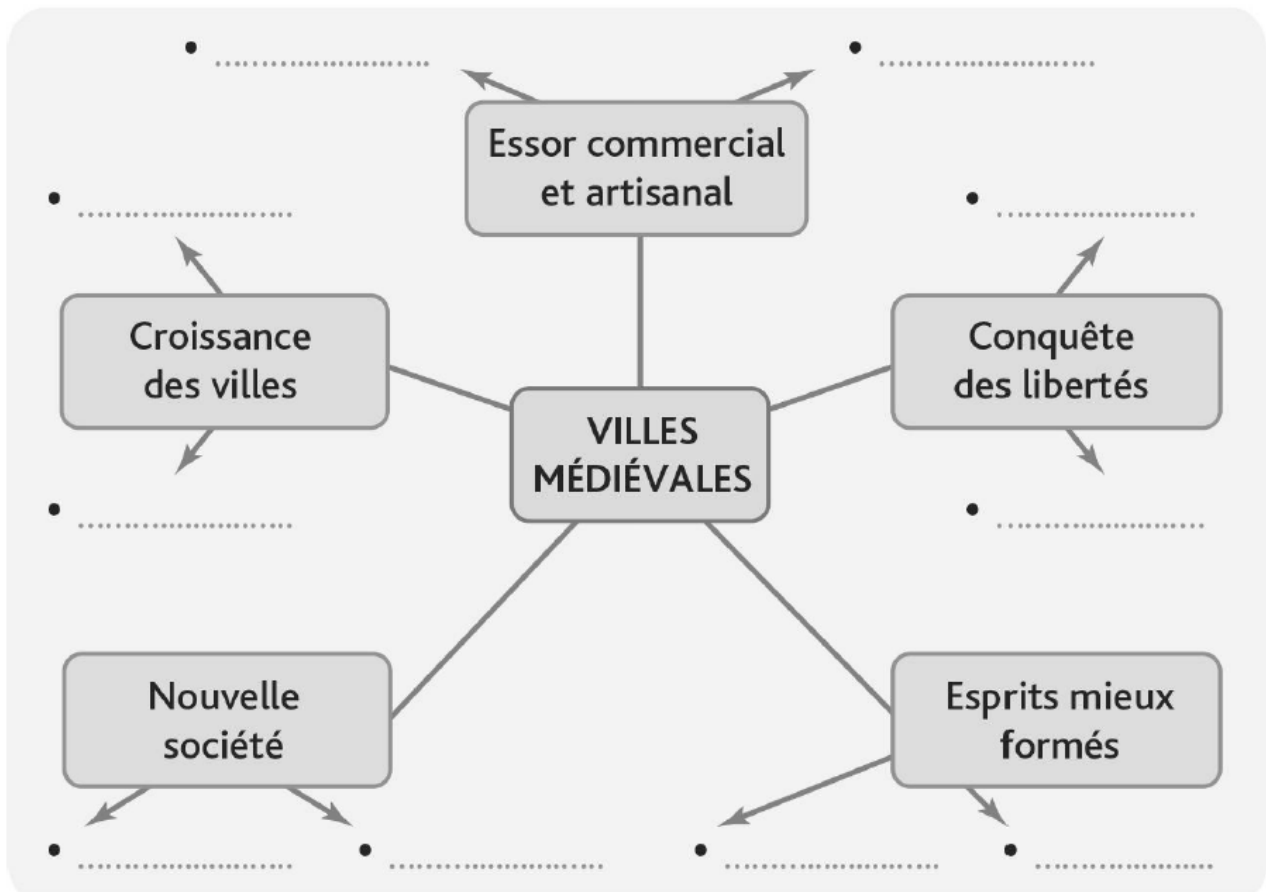 Essor commercial
et artisanal
Croissance
des villes
Conquête
des libertés
VILLES
MÉDIÉVALES
Nouvelle
société
Esprits mieux
formés